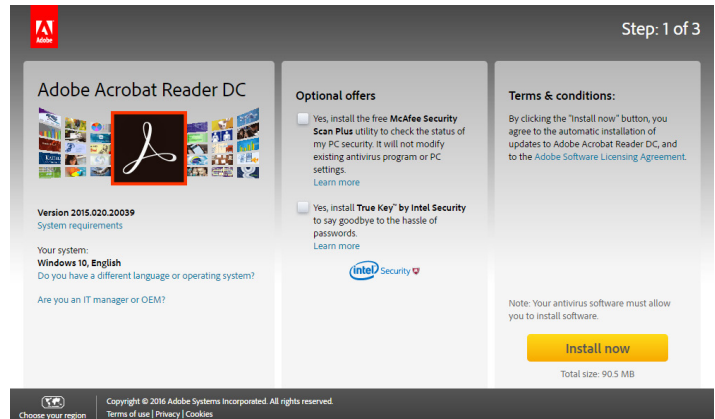 Adobe
Step: 1 of 3
Adobe Acrobat Reader DC
Version 2015.020.20039
System requirements
Your system:
Windows 10, English
Do you have a different language or operating system?
Are you an IT manager or OEM?
Optional offers
Yes, install the free McAfee Security
Scan Plus utility to check the status of
my PC security. It will not modify
existing antivirus program or PC
settings.
Learn more
Yes, install True Key™ by Intel Security
to say goodbye to the hassle of
passwords.
Learn more
intel Security
Terms & conditions:
By clicking the "Install now" button, you
agree to the automatic installation of
updates to Adobe Acrobat Reader DC, and
to the Adobe Software Licensing Agreement.
Note: Your antivirus software must allow
you to install software.
Install now
Total size: 90.5 MB
Choose your region
Copyright © 2016 Adobe Systems Incorporated. All rights reserved.
Terms of use | Privacy | Cookies